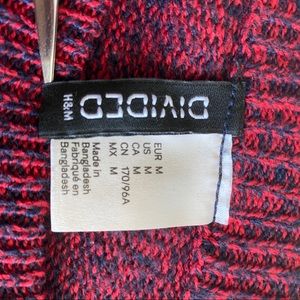 DIVIDED
H&M
EUR M
US M
CA M
CN 170/96A
MX M
Made in
Bangladesh
Fabriqué en
Bangladesh